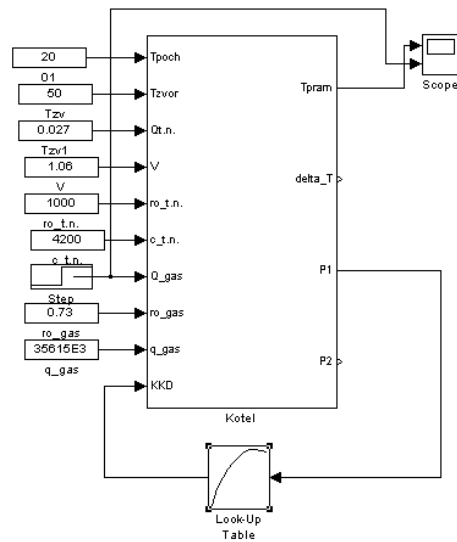 20
Tpoch
01
50
Tzvor
Tpram
Scope
Tzv
0.027
Qt.n.
Tzv1
1.06
V
V
delta_T
1000
ro_t.n.
ro_t.n.
4200
c_t.n.
c_t.n.
Q_gas
P1
Step
0.73
ro_gas
ro_gas
35615E3
q_gas
P2
q_gas
KKD
Kotel
Look-Up
Table